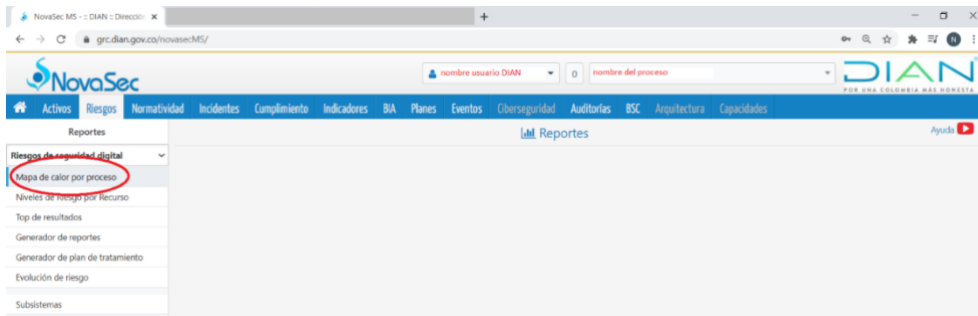 NovaSec MS - :: DIAN :: Direcció
grc.dian.gov.co/novasecMS/
NovaSec
nombre usuario DIAN
0
nombre del proceso
DIAN
POR UNA COLOMBIA MÁS HONESTA
Activos Riesgos Normatividad Incidentes Cumplimiento Indicadores BIA Planes Eventos Ciberseguridad Auditorías BSC Arquitectura Capacidades
Reportes
Reportes
Ayuda
Riesgos de seguridad digital
Mapa de calor por proceso
Niveles de Riesgo por Recurso
Top de resultados
Generador de reportes
Generador de plan de tratamiento
Evolución de riesgo
Subsistemas
N